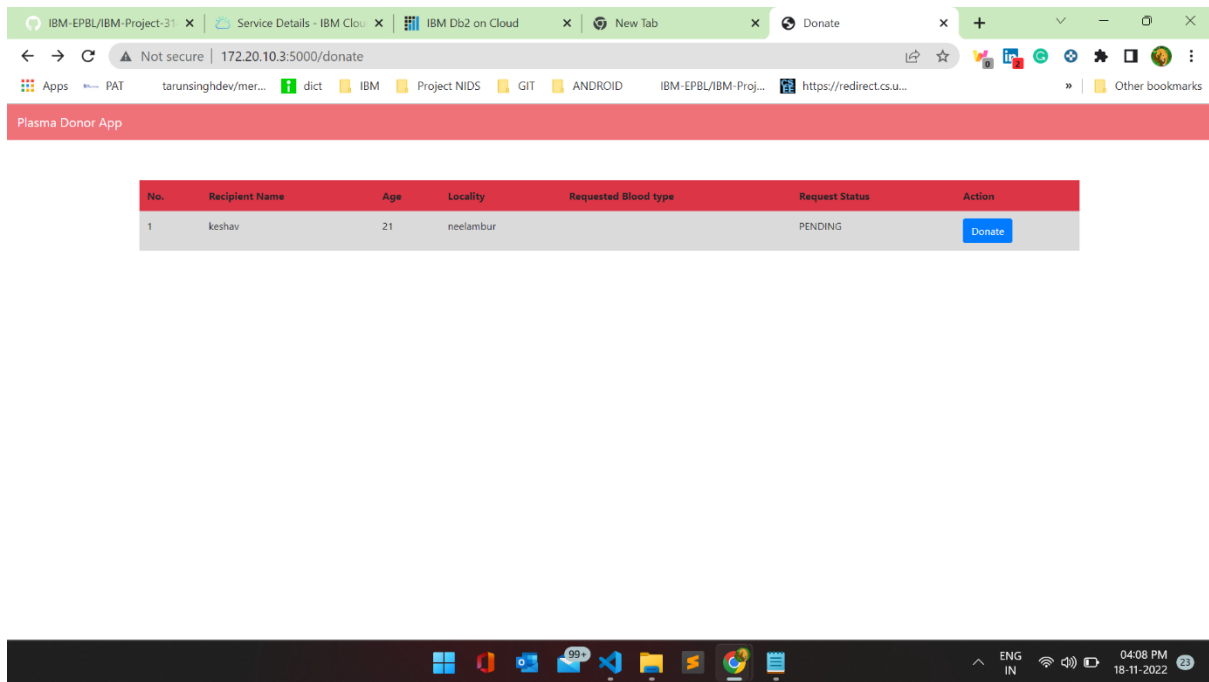 IBM-EPBL/IBM-Project-31 Service Details - IBM Clou IBM Db2 on Cloud New Tab Donate
Not secure | 172.20.10.3:5000/donate
Apps PAT tarunsinghdev/mer... dict IBM Project NIDS GIT ANDROID IBM-EPBL/IBM-Proj... https://redirect.cs.u... » Other bookmarks
Plasma Donor App
No. Recipient Name Age Locality Requested Blood type Request Status Action
1 keshav 21 neelambur PENDING Donate
99+
ENG 04:08 PM
IN 18-11-2022 23